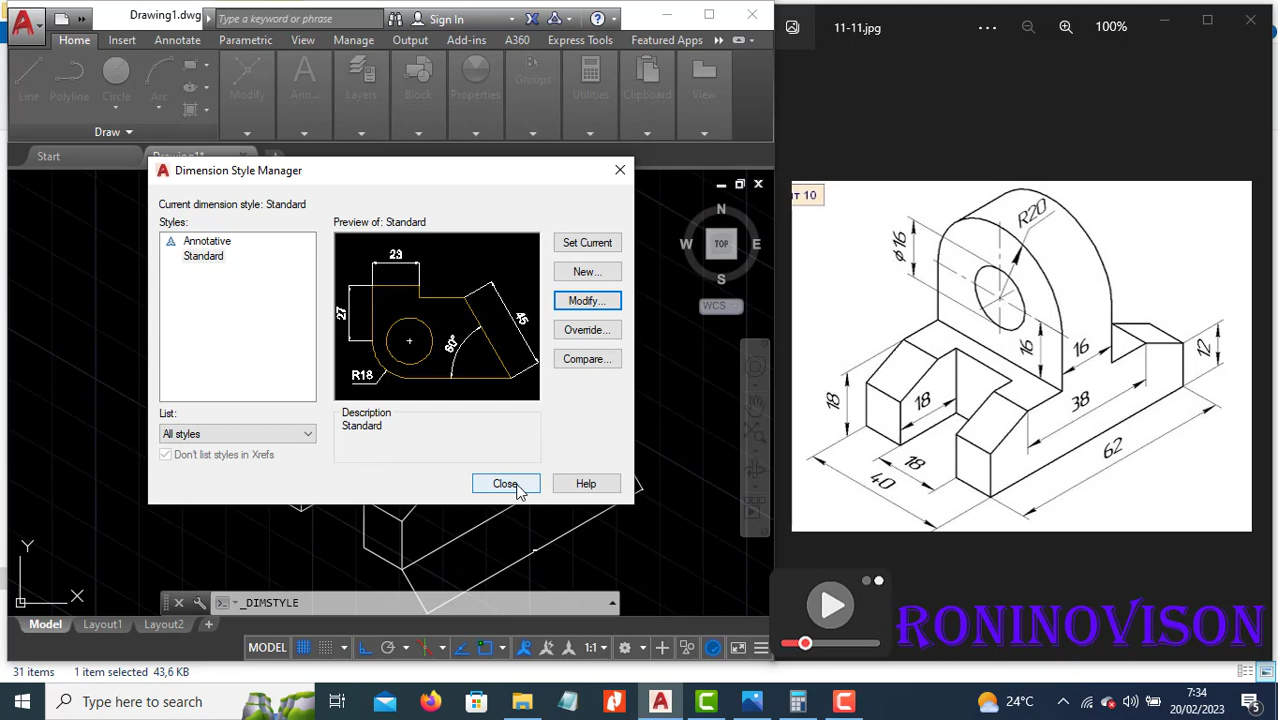 Drawing1.dwg
Type a keyword or phrase
Sign In
?
Home Insert Annotate Parametric View Manage Output Add-ins A360 Express Tools Featured Apps
Line Polyline Circle Arc Modify Anno... Layers Block Properties Groups Utilities Clipboard View
Draw
Start Drawing1*
Dimension Style Manager
Current dimension style: Standard
Styles:
Annotative
Standard
Preview of: Standard
23
27
45
60°
R18
Set Current
New...
Modify...
Override...
Compare...
List:
All styles
Don't list styles in Xrefs
Description
Standard
Close
Help
N
W TOP E
S
WCS
Y
X
_DIMSTYLE
Model Layout1 Layout2 +
MODEL 1:1
31 items 1 item selected 43,6 KB
11-11.jpg
100%
нт 10
R20
ϕ16
16
16
12
18
18
38
18
62
40
RONINOVISON
Type here to search
24°C
7:34
20/02/2023
5